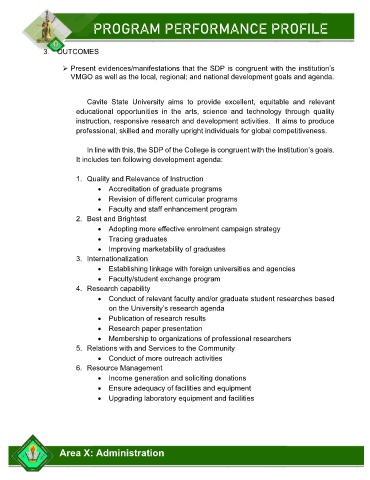 PROGRAM PERFORMANCE PROFILE
3. OUTCOMES
➢ Present evidences/manifestations that the SDP is congruent with the institution's
VMGO as well as the local, regional; and national development goals and agenda.
Cavite State University aims to provide excellent, equitable and relevant
educational opportunities in the arts, science and technology through quality
instruction, responsive research and development activities. It aims to produce
professional, skilled and morally upright individuals for global competitiveness.
In line with this, the SDP of the College is congruent with the Institution's goals.
It includes ten following development agenda:
1. Quality and Relevance of Instruction
• Accreditation of graduate programs
• Revision of different curricular programs
• Faculty and staff enhancement program
2. Best and Brightest
• Adopting more effective enrolment campaign strategy
• Tracing graduates
• Improving marketability of graduates
3. Internationalization
• Establishing linkage with foreign universities and agencies
• Faculty/student exchange program
4. Research capability
• Conduct of relevant faculty and/or graduate student researches based
on the University's research agenda
• Publication of research results
• Research paper presentation
• Membership to organizations of professional researchers
5. Relations with and Services to the Community
• Conduct of more outreach activities
6. Resource Management
• Income generation and soliciting donations
• Ensure adequacy of facilities and equipment
• Upgrading laboratory equipment and facilities
Area X: Administration